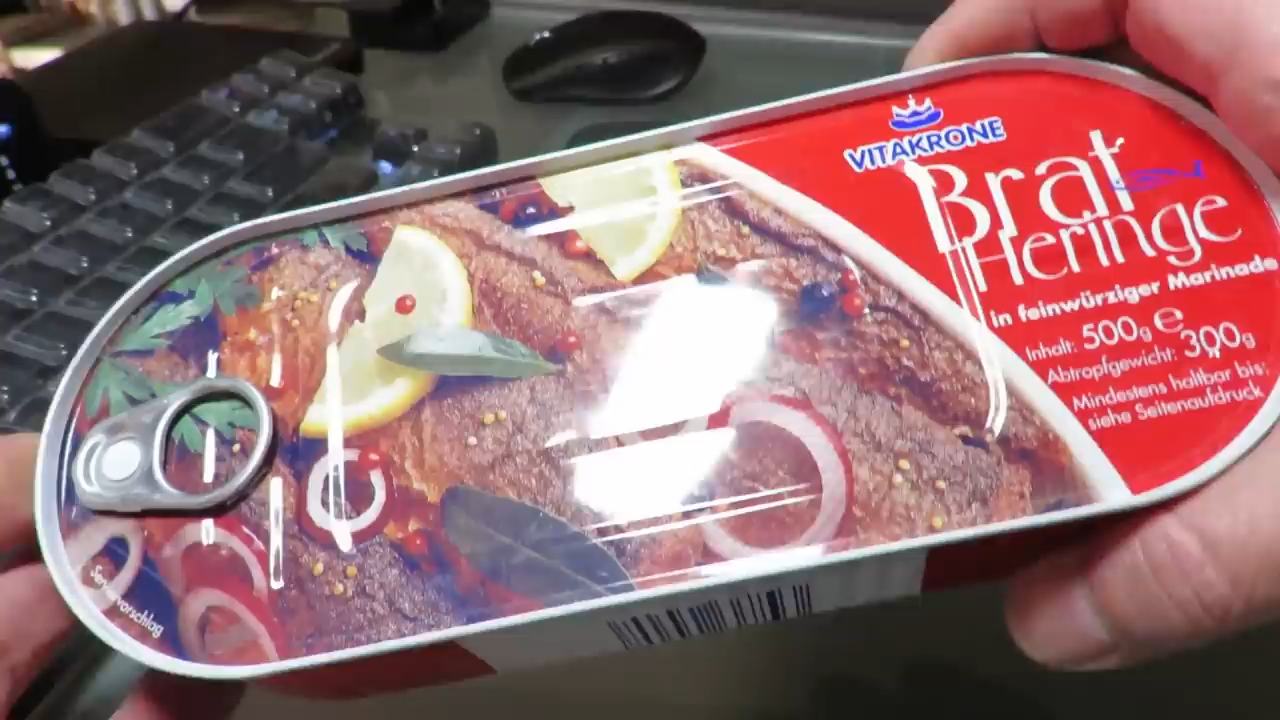 VITAKRONE
Brat
Heringe
in feinwürziger Marinade
Inhalt: 500g e
Abtropfgewicht: 300g
Mindestens haltbar bis:
siehe Seitenaufdruck
Serviervorschlag